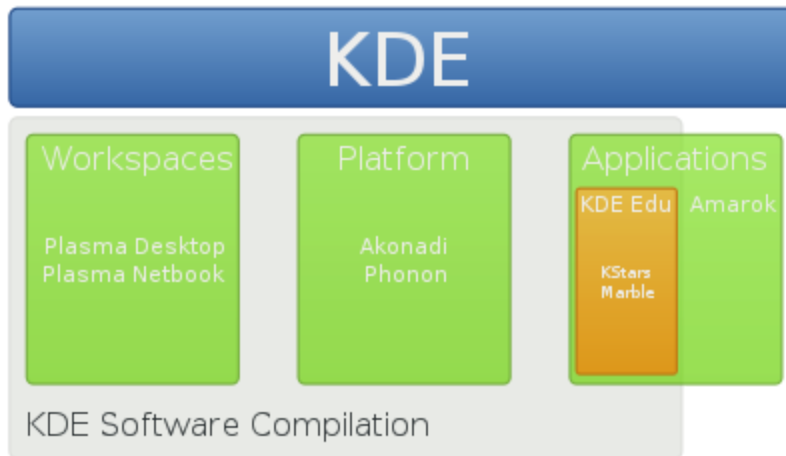 KDE
Workspaces
Plasma Desktop
Plasma Netbook
Platform
Akonadi
Phonon
Applications
KDE Edu
KStars
Marble
Amarok
KDE Software Compilation